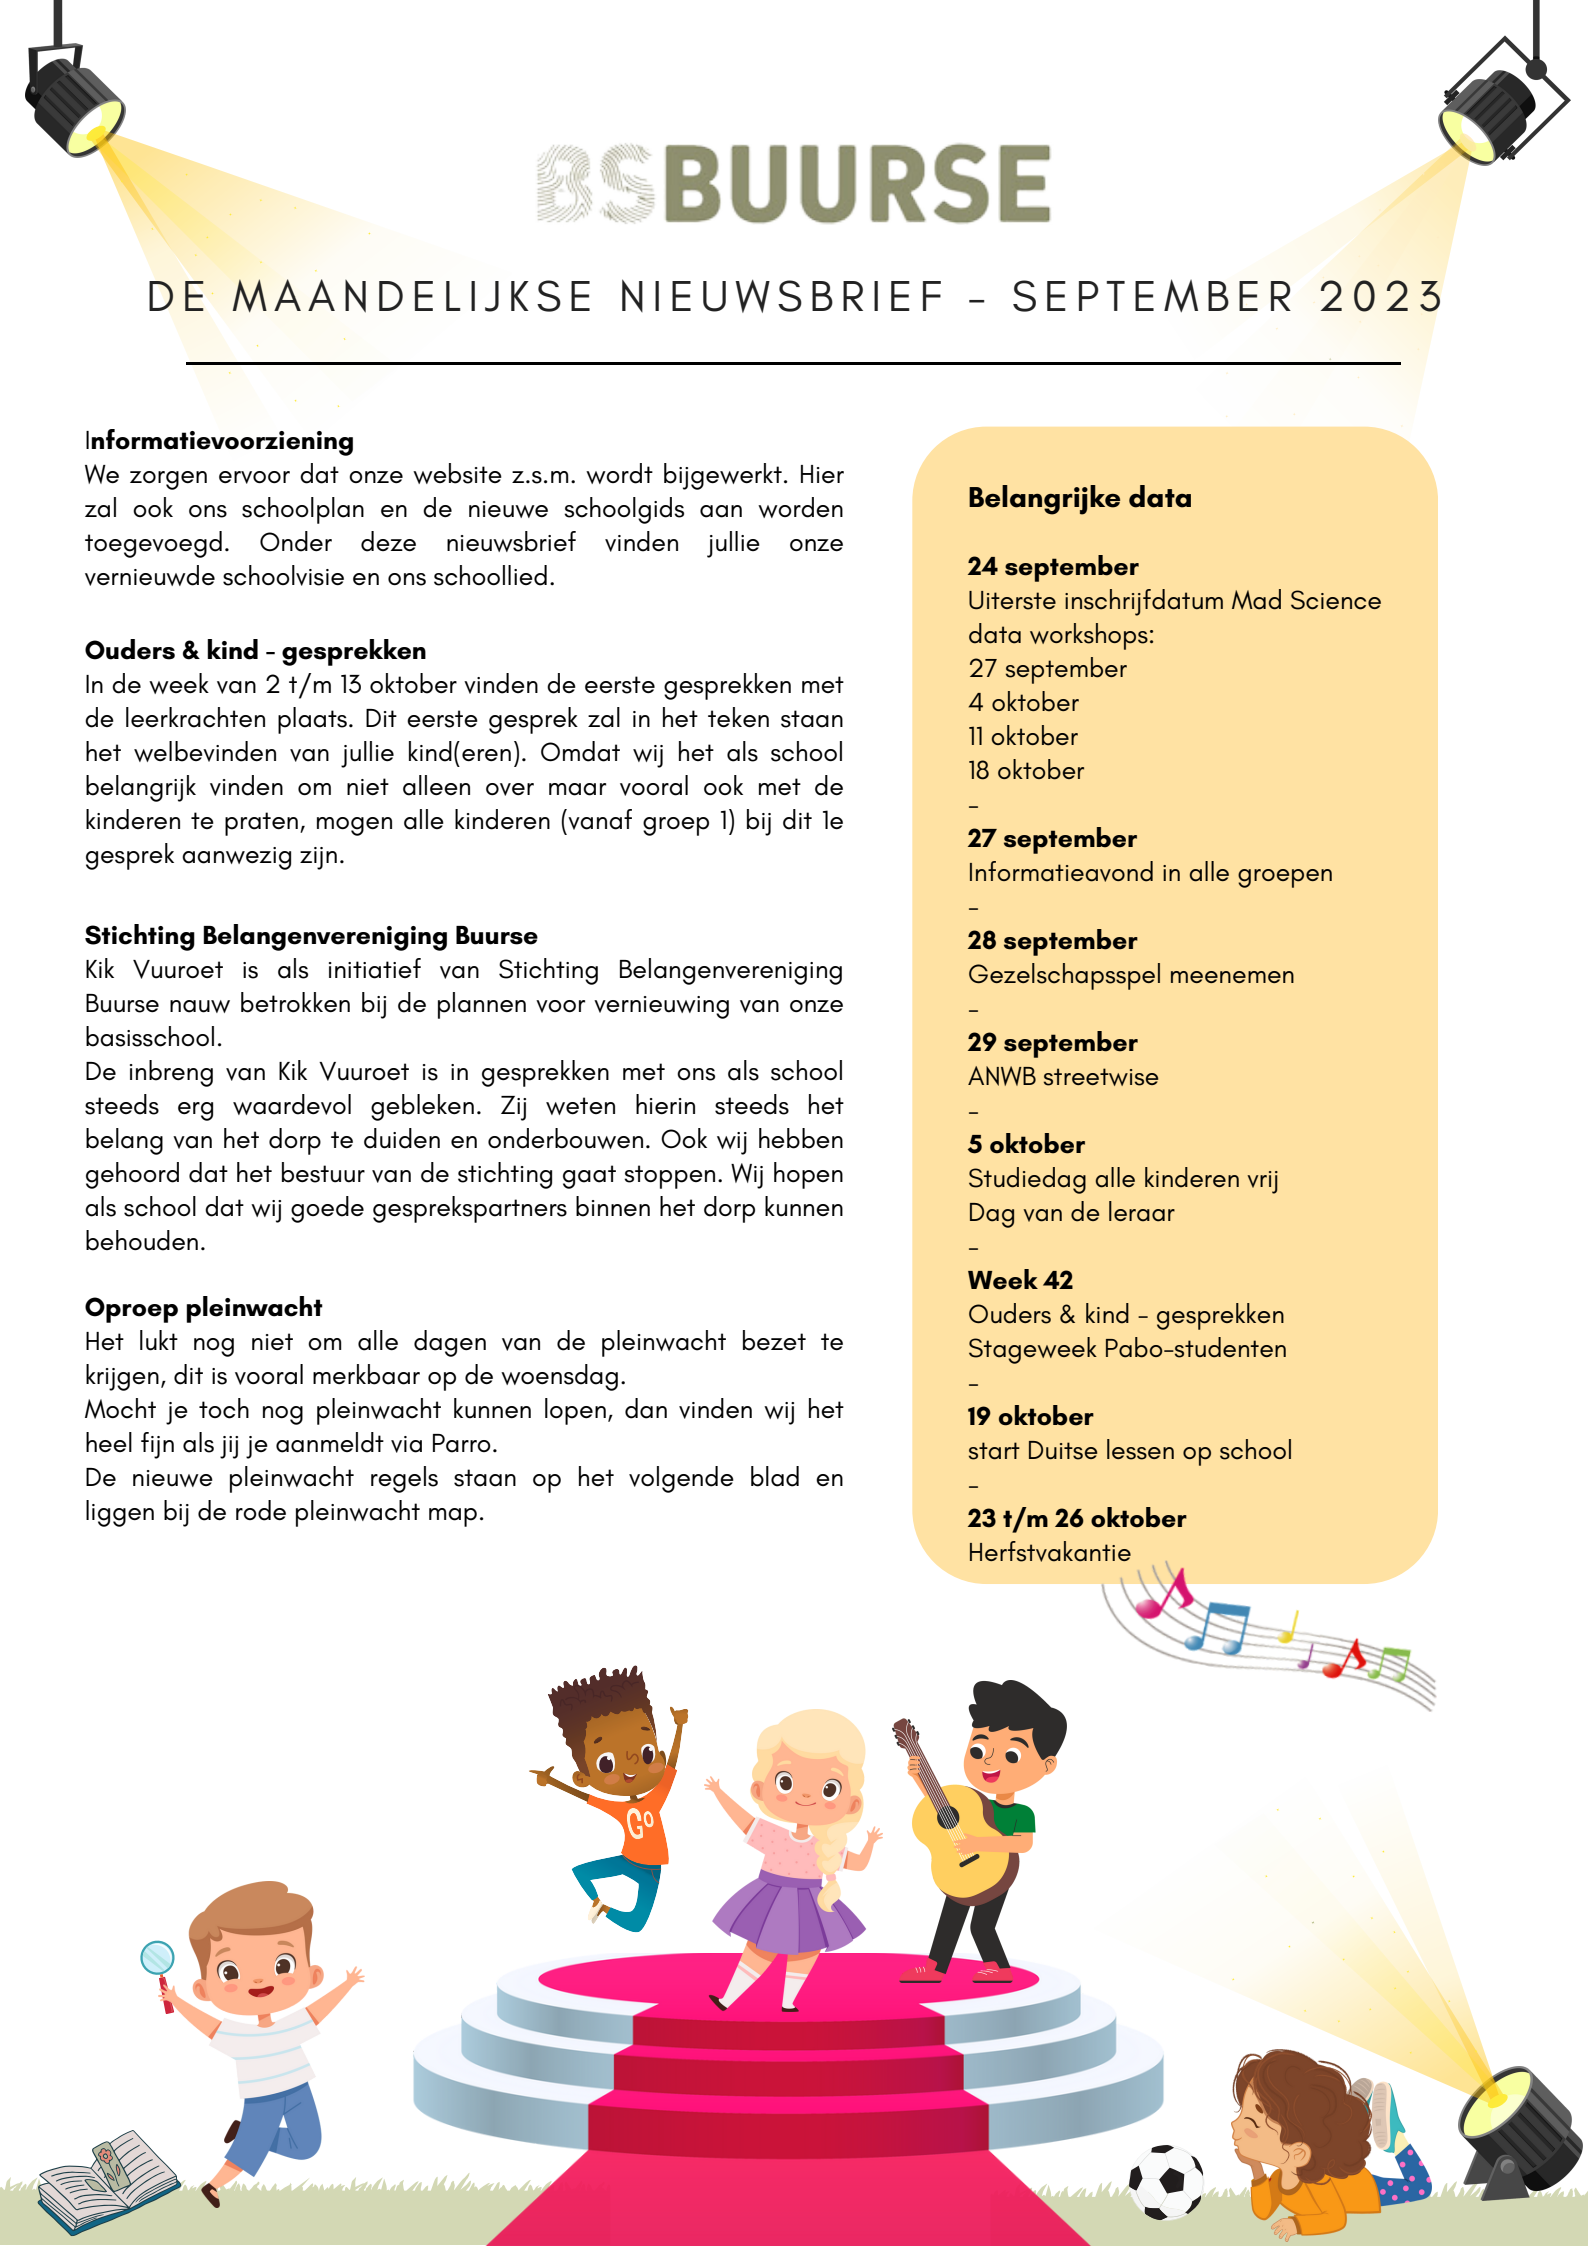 BSBUURSE
DE MAANDELIJKSE NIEUWSBRIEF - SEPTEMBER 2023
Informatievoorziening
We zorgen ervoor dat onze website z.s.m. wordt bijgewerkt. Hier
zal ook ons schoolplan en de nieuwe schoolgids aan worden
toegevoegd. Onder deze nieuwsbrief vinden jullie onze
vernieuwde schoolvisie en ons schoollied.
Ouders & kind - gesprekken
In de week van 2 t/m 13 oktober vinden de eerste gesprekken met
de leerkrachten plaats. Dit eerste gesprek zal in het teken staan
het welbevinden van jullie kind(eren). Omdat wij het als school
belangrijk vinden om niet alleen over maar vooral ook met de
kinderen te praten, mogen alle kinderen (vanaf groep 1) bij dit 1e
gesprek aanwezig zijn.
Stichting Belangenvereniging Buurse
Kik Vuuroet is als initiatief van Stichting Belangenvereniging
Buurse nauw betrokken bij de plannen voor vernieuwing van onze
basisschool.
De inbreng van Kik Vuuroet is in gesprekken met ons als school
steeds erg waardevol gebleken. Zij weten hierin steeds het
belang van het dorp te duiden en onderbouwen. Ook wij hebben
gehoord dat het bestuur van de stichting gaat stoppen. Wij hopen
als school dat wij goede gesprekspartners binnen het dorp kunnen
behouden.
Oproep pleinwacht
Het lukt nog niet om alle dagen van de pleinwacht bezet te
krijgen, dit is vooral merkbaar op de woensdag.
Mocht je toch nog pleinwacht kunnen lopen, dan vinden wij het
heel fijn als jij je aanmeldt via Parro.
De nieuwe pleinwacht regels staan op het volgende blad en
liggen bij de rode pleinwacht map.
Belangrijke data
24 september
Uiterste inschrijfdatum Mad Science
data workshops:
27 september
4 oktober
11 oktober
18 oktober
-
27 september
Informatieavond in alle groepen
-
28 september
Gezelschapsspel meenemen
-
29 september
ANWB streetwise
-
5 oktober
Studiedag alle kinderen vrij
Dag van de leraar
-
Week 42
Ouders & kind - gesprekken
Stageweek Pabo-studenten
-
19 oktober
start Duitse lessen op school
-
23 t/m 26 oktober
Herfstvakantie
GO